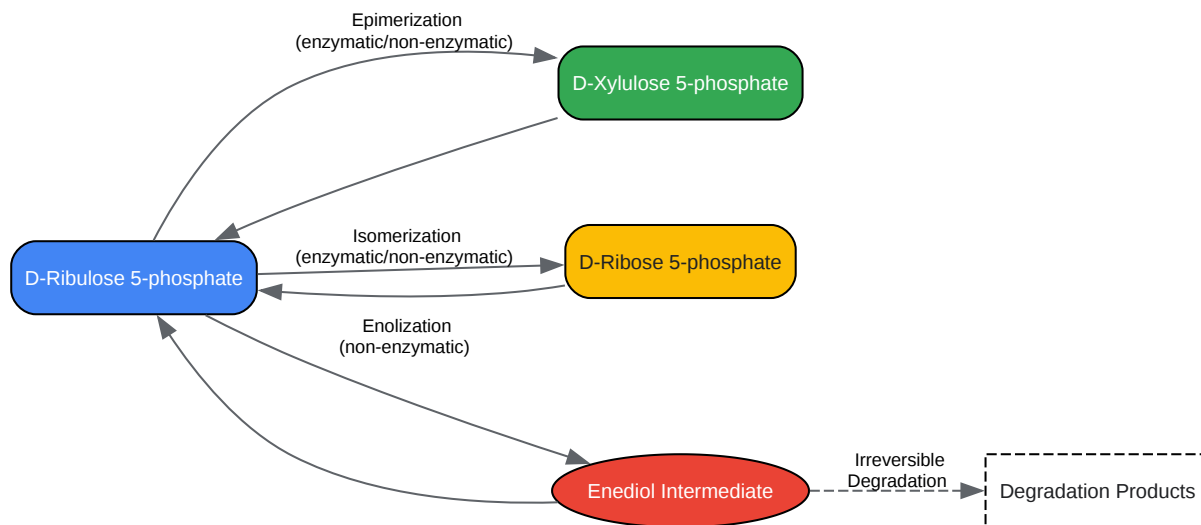 Epimerization
(enzymatic/non-enzymatic)
D-Xylulose 5-phosphate
Isomerization
(enzymatic/non-enzymatic)
D-Ribose 5-phosphate
D-Ribulose 5-phosphate
Enolization
(non-enzymatic)
Irreversible
Degradation
Enediol Intermediate
Degradation Products